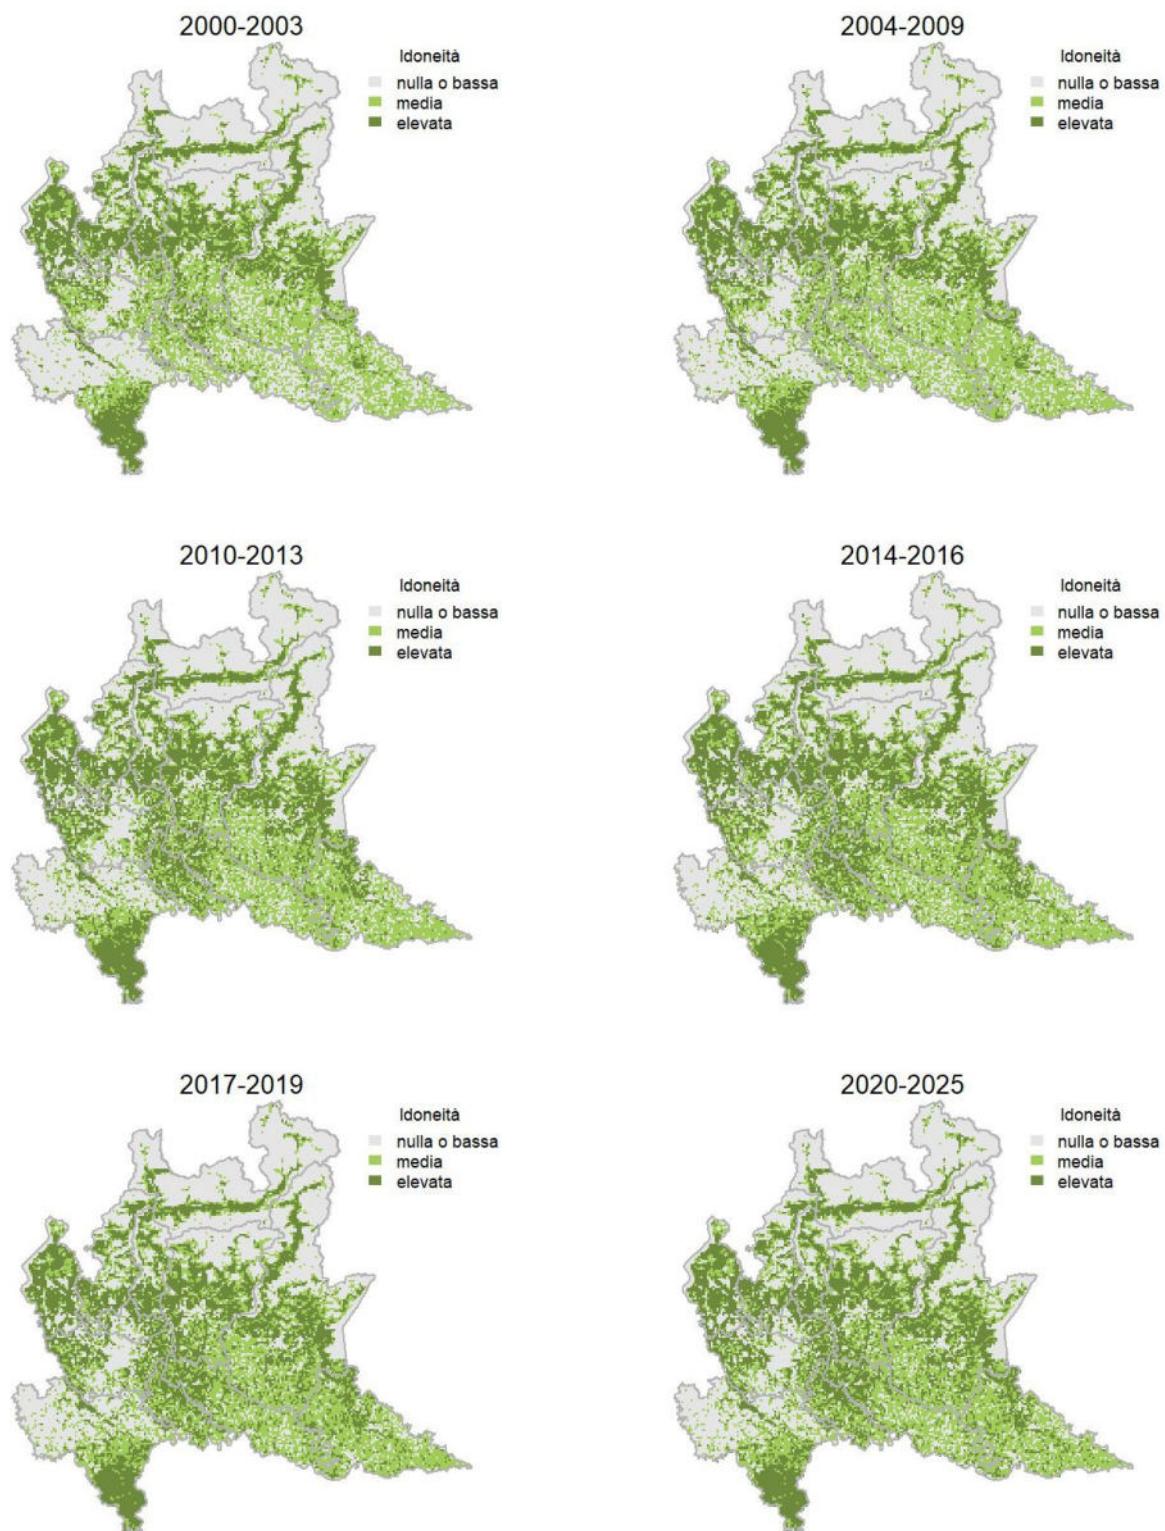 2000-2003
Idoneità
nulla o bassa
media
elevata
2004-2009
Idoneità
nulla o bassa
media
elevata
2010-2013
Idoneità
nulla o bassa
media
elevata
2014-2016
Idoneità
nulla o bassa
media
elevata
2017-2019
Idoneità
nulla o bassa
media
elevata
2020-2025
Idoneità
nulla o bassa
media
elevata